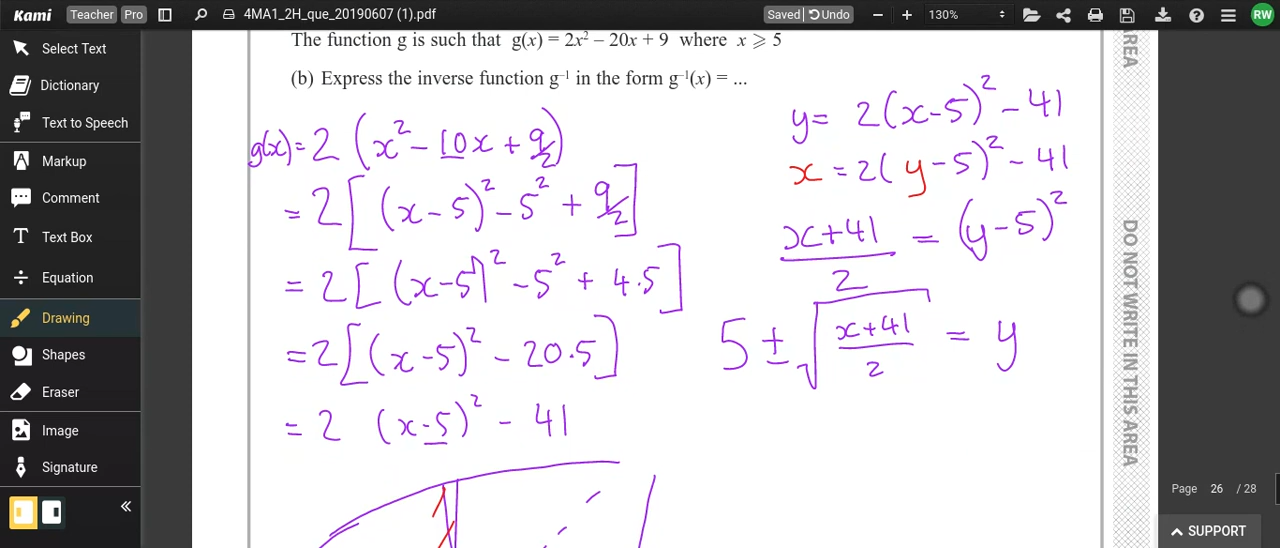 Kami Teacher Pro 4MA1_2H_que_20190607 (1).pdf Saved Undo 130% RW
Select Text
Dictionary
Text to Speech
Markup
Comment
Text Box
Equation
Drawing
Shapes
Eraser
Image
Signature
The function g is such that g(x) = 2x² – 20x + 9 where x ⩾ 5
(b) Express the inverse function g⁻¹ in the form g⁻¹(x) = ...
g(x) = 2 (x² – 10x + 9/2)
= 2 [(x – 5)² – 5² + 9/2]
= 2 [(x – 5)² – 5² + 4.5]
= 2 [(x – 5)² – 20.5]
= 2 (x – 5)² – 41
y = 2(x – 5)² – 41
x = 2(y – 5)² – 41
x + 41 / 2 = (y – 5)²
5 ± √(x + 41 / 2) = y
AREA
DO NOT WRITE IN THIS AREA
Page 26 / 28
SUPPORT